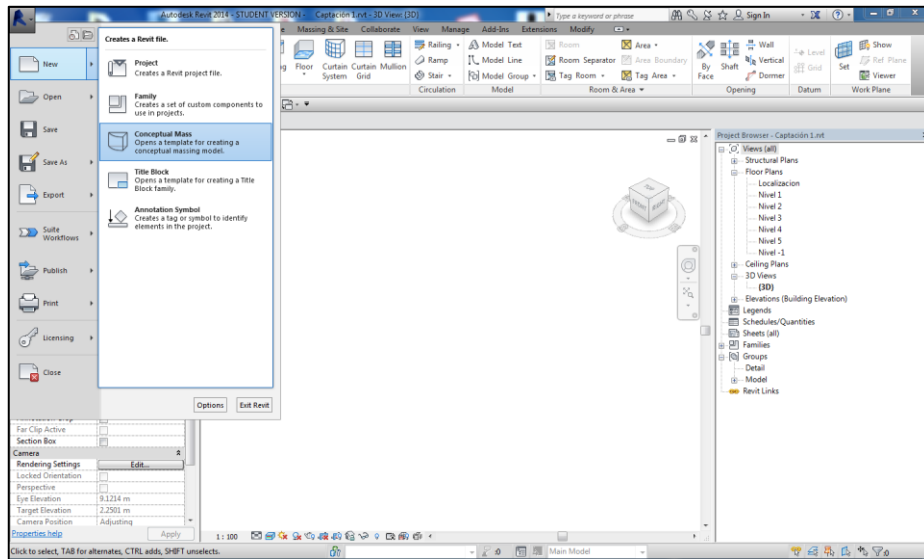 Autodesk Revit 2014 - STUDENT VERSION - Captación 1.rvt - 3D View: {3D}
Type a keyword or phrase
Sign In
Massing & Site Collaborate View Manage Add-Ins Extensions Modify
Railing
Ramp
Stair
Model Text
Model Line
Model Group
Room
Room Separator
Tag Room
Area
Area Boundary
Tag Area
By Face
Shaft
Wall
Vertical
Dormer
Level
Grid
Set
Show
Ref Plane
Viewer
Floor
Curtain System
Curtain Grid
Mullion
Circulation
Model
Room & Area
Opening
Datum
Work Plane
New
Open
Save
Save As
Export
Suite Workflows
Publish
Print
Licensing
Close
Creates a Revit file.
Project
Creates a Revit project file.
Family
Creates a set of custom components to
use in projects.
Conceptual Mass
Opens a template for creating a
conceptual massing model.
Title Block
Opens a template for creating a Title
Block family.
Annotation Symbol
Creates a tag or symbol to identify
elements in the project.
Options
Exit Revit
Far Clip Active
Section Box
Camera
Rendering Settings
Edit...
Locked Orientation
Perspective
Eye Elevation
9.1214 m
Target Elevation
2.2501 m
Camera Position
Adjusting
Properties help
Apply
TOP
FRONT
Project Browser - Captación 1.rvt
Views (all)
Structural Plans
Floor Plans
Localizacion
Nivel 1
Nivel 2
Nivel 3
Nivel 4
Nivel 5
Nivel -1
Ceiling Plans
3D Views
{3D}
Elevations (Building Elevation)
Legends
Schedules/Quantities
Sheets (all)
Families
Groups
Detail
Model
Revit Links
1 : 100
Click to select, TAB for alternates, CTRL adds, SHIFT unselects.
:0
Main Model
:0